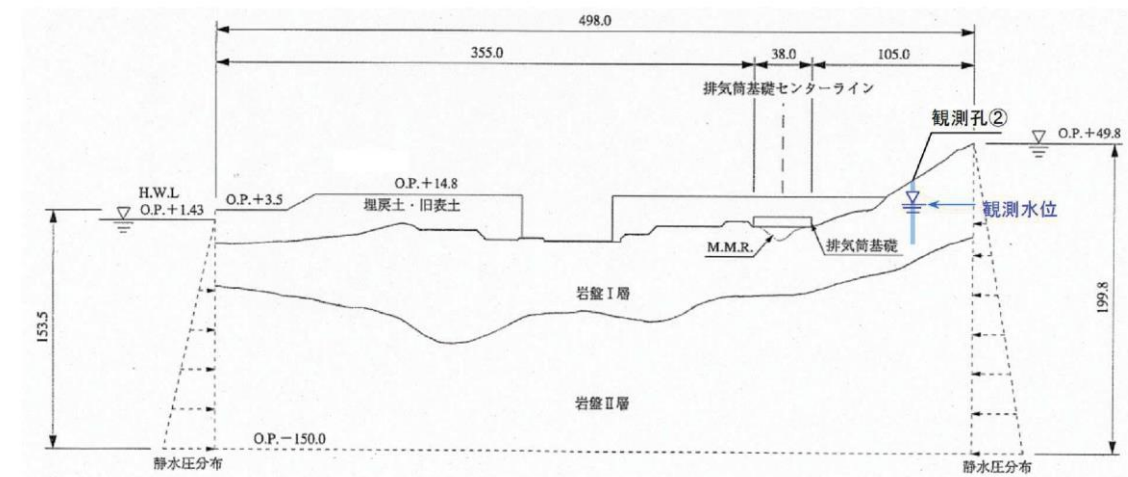 498.0
355.0
38.0
105.0
排気筒基礎センターライン
観測孔②
O.P.+49.8
O.P.+14.8
H.W.L
O.P.+1.43
O.P.+3.5
埋戻土・旧表土
観測水位
M.M.R.
排気筒基礎
岩盤Ⅰ層
153.5
199.8
岩盤Ⅱ層
O.P.-150.0
静水圧分布
静水圧分布